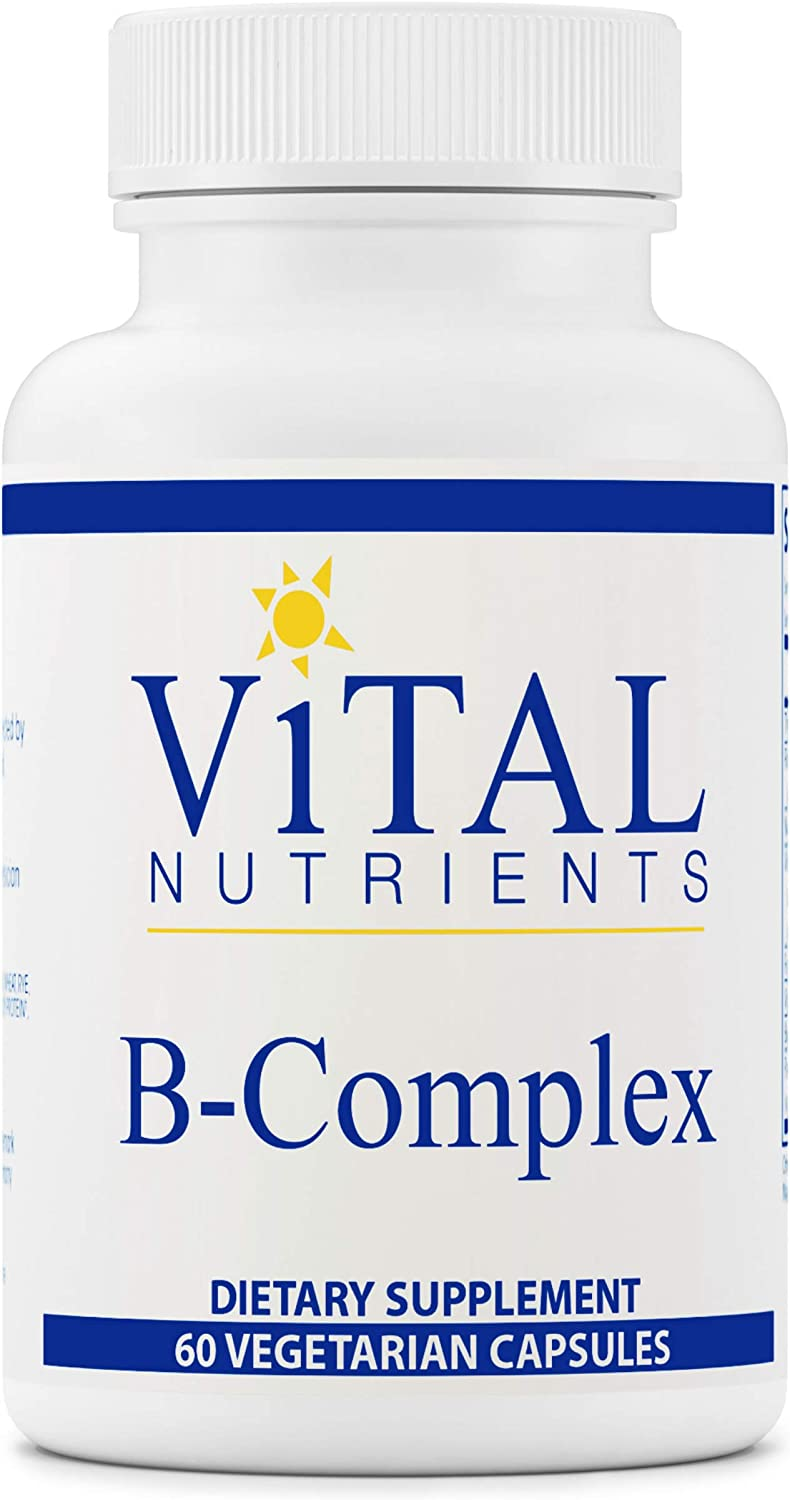 ViTAL
NUTRIENTS
B-Complex
DIETARY SUPPLEMENT
60 VEGETARIAN CAPSULES